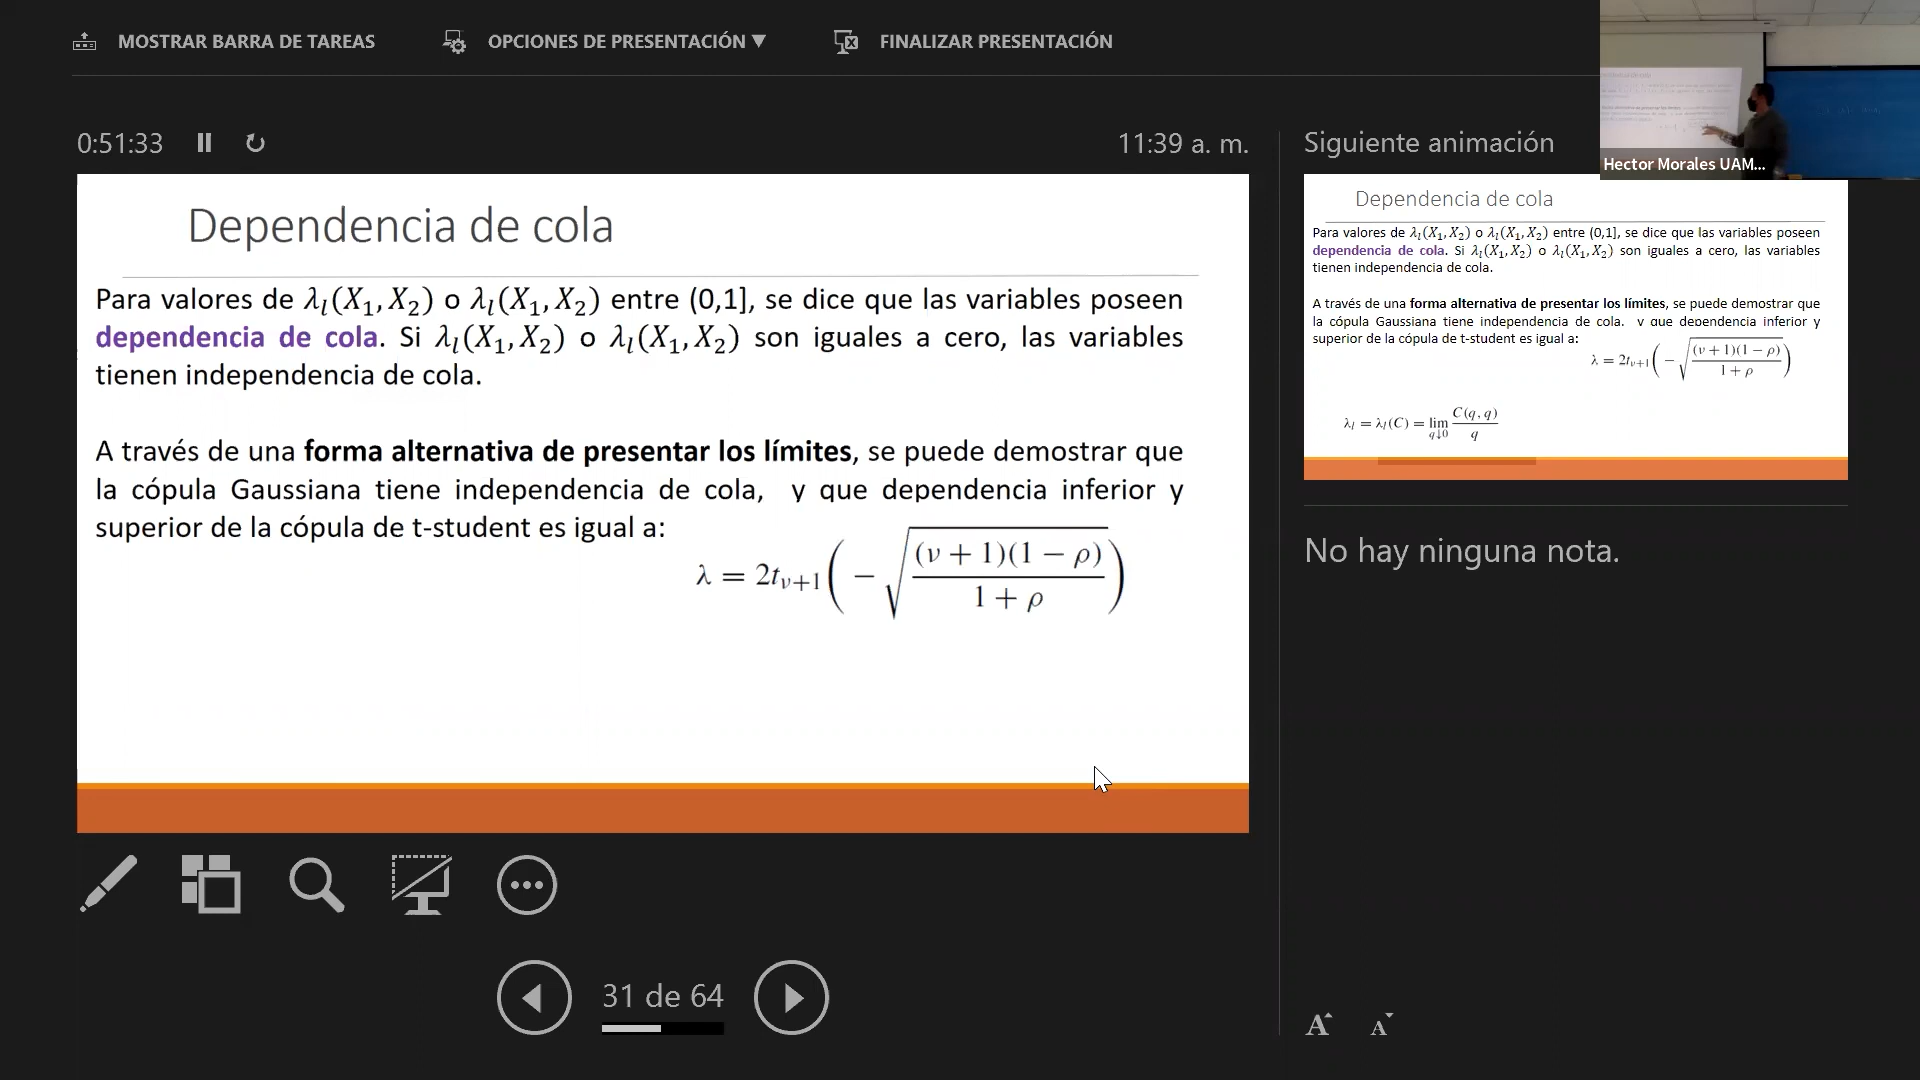 MOSTRAR BARRA DE TAREAS
OPCIONES DE PRESENTACIÓN ▼
FINALIZAR PRESENTACIÓN
Hector Morales UAM...
0:51:33
11:39 a. m.
Siguiente animación
Dependencia de cola
Para valores de λ_l(X_1, X_2) o λ_l(X_1, X_2) entre (0,1], se dice que las variables poseen
dependencia de cola. Si λ_l(X_1, X_2) o λ_l(X_1, X_2) son iguales a cero, las variables
tienen independencia de cola.
A través de una forma alternativa de presentar los límites, se puede demostrar que
la cópula Gaussiana tiene independencia de cola, y que dependencia inferior y
superior de la cópula de t-student es igual a:
λ = 2t_{ν+1}(−√((ν + 1)(1 − ρ)/(1 + ρ)))
Dependencia de cola
Para valores de λ_l(X_1, X_2) o λ_l(X_1, X_2) entre (0,1], se dice que las variables poseen
dependencia de cola. Si λ_l(X_1, X_2) o λ_l(X_1, X_2) son iguales a cero, las variables
tienen independencia de cola.
A través de una forma alternativa de presentar los límites, se puede demostrar que
la cópula Gaussiana tiene independencia de cola. y que dependencia inferior y
superior de la cópula de t-student es igual a:
λ = 2t_{ν+1}(−√((ν + 1)(1 − ρ)/(1 + ρ)))
λ_l = λ_l(C) = lim_{q↓0} C(q, q)/q
No hay ninguna nota.
31 de 64
A A